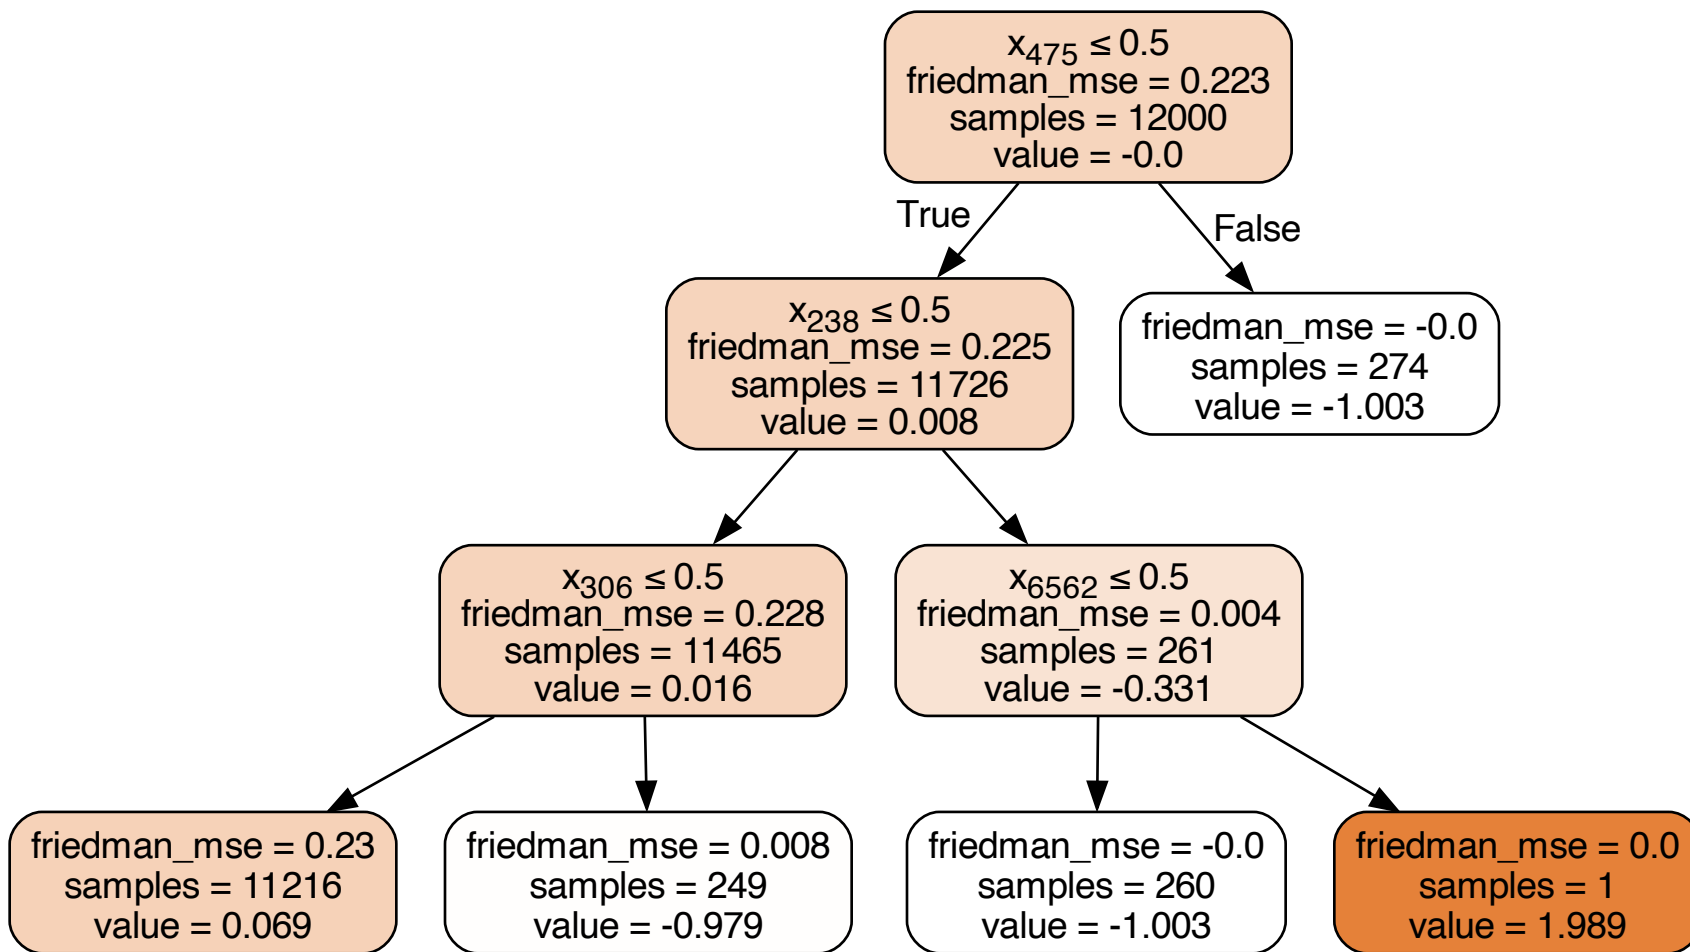 x475 ≤ 0.5
friedman_mse = 0.223
samples = 12000
value = -0.0
True
False
x238 ≤ 0.5
friedman_mse = 0.225
samples = 11726
value = 0.008
friedman_mse = -0.0
samples = 274
value = -1.003
x306 ≤ 0.5
friedman_mse = 0.228
samples = 11465
value = 0.016
x6562 ≤ 0.5
friedman_mse = 0.004
samples = 261
value = -0.331
friedman_mse = 0.23
samples = 11216
value = 0.069
friedman_mse = 0.008
samples = 249
value = -0.979
friedman_mse = -0.0
samples = 260
value = -1.003
friedman_mse = 0.0
samples = 1
value = 1.989